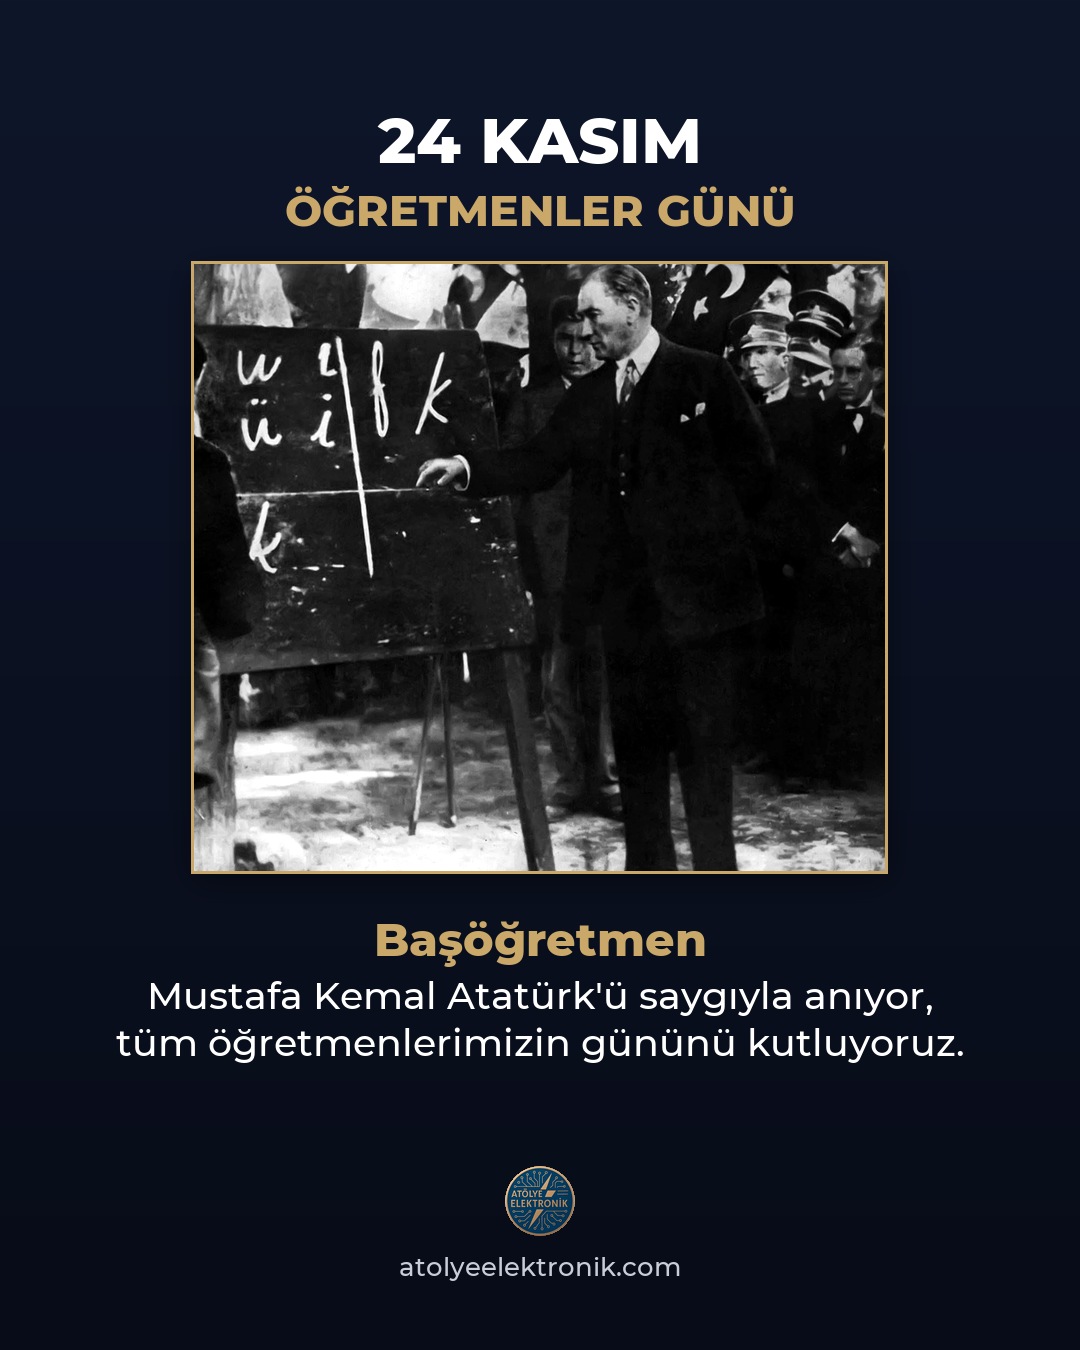 24 KASIM
ÖĞRETMENLER GÜNÜ
ü i
k
k
Başöğretmen
Mustafa Kemal Atatürk'ü saygıyla anıyor,
tüm öğretmenlerimizin gününü kutluyoruz.
ATÖLYE
ELEKTRONİK
atolyeelektronik.com